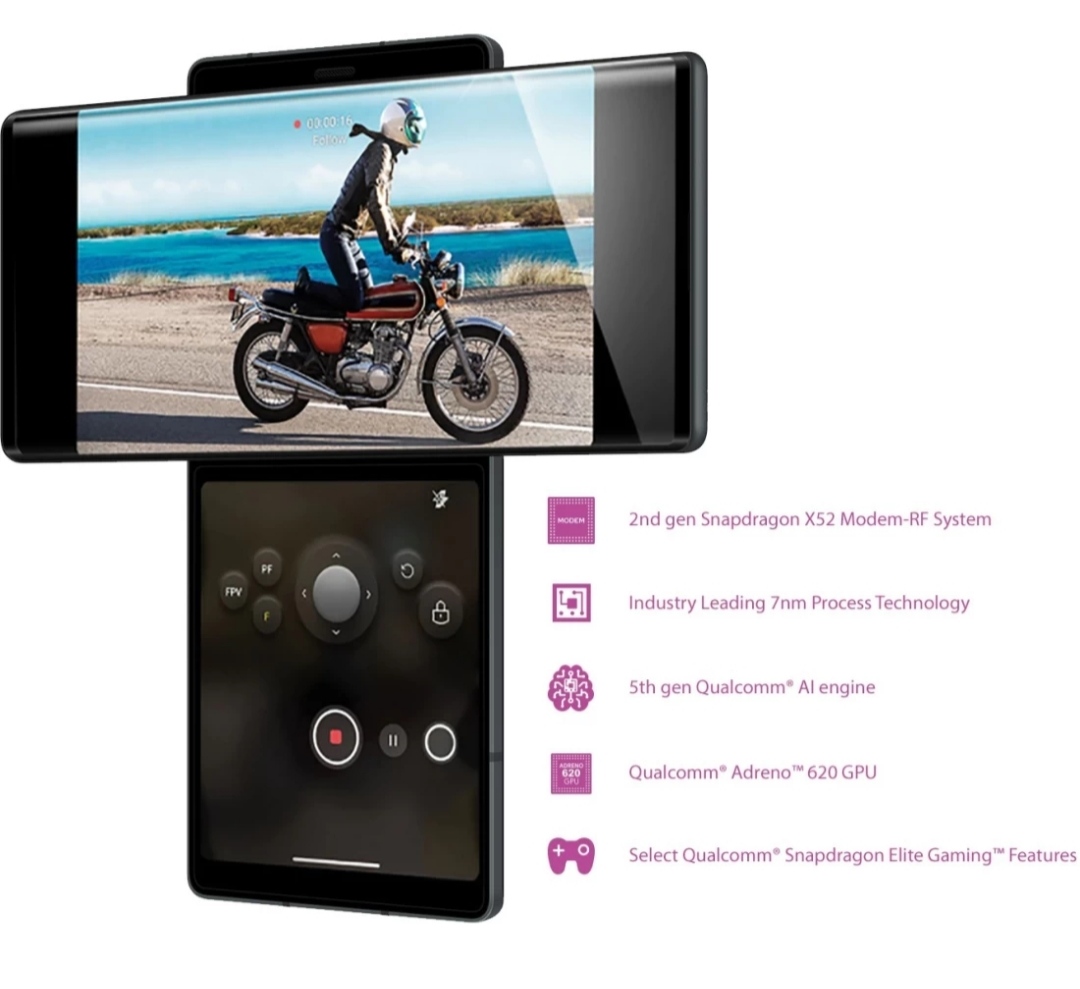 00:00:16
Follow
PF
FPV
F
MODEM
2nd gen Snapdragon X52 Modem-RF System
Industry Leading 7nm Process Technology
5th gen Qualcomm® AI engine
ADRENO
620
GPU
Qualcomm® Adreno™ 620 GPU
Select Qualcomm® Snapdragon Elite Gaming™ Features